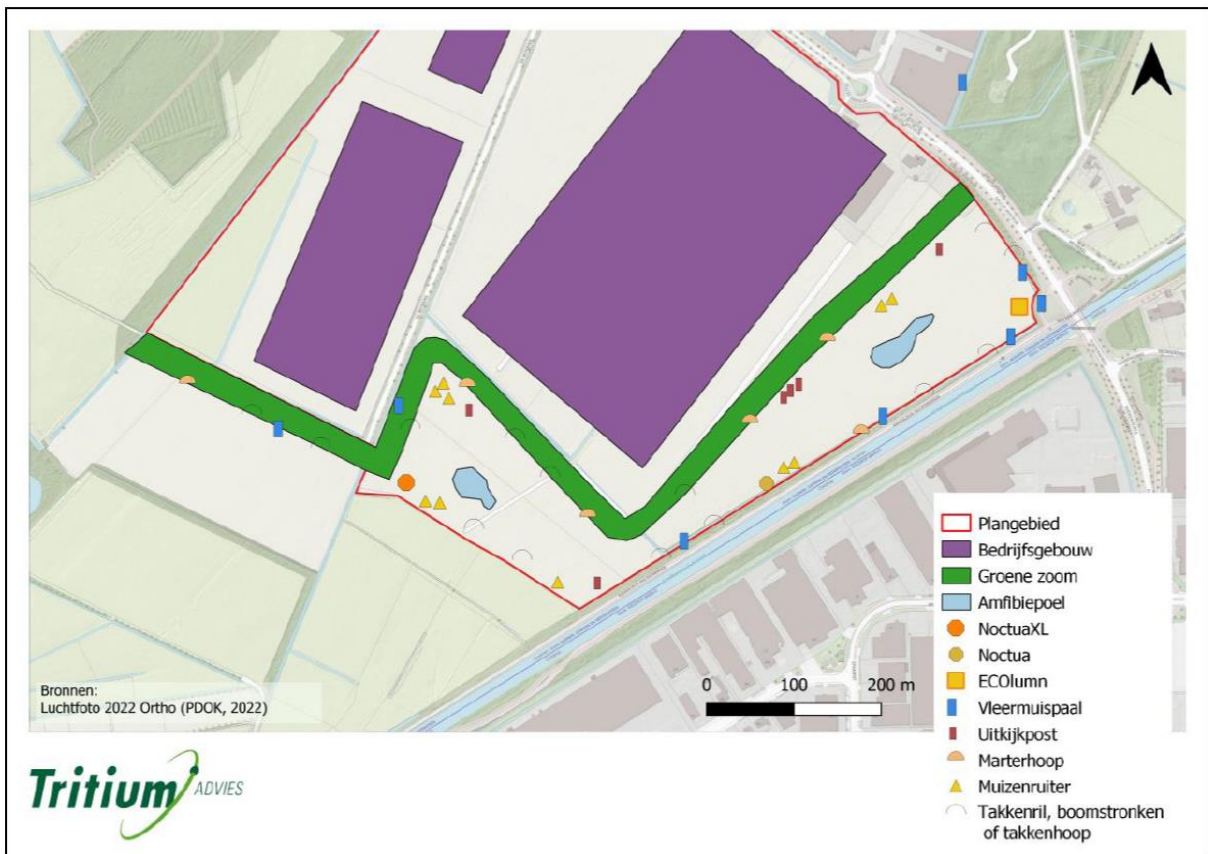 Plangebied
Bedrijfsgebouw
Groene zoom
Amfibiepoel
NoctuaXL
Noctua
ECOlumn
Vleermuispaal
Uitkijkpost
Marterhoop
Muizenruiter
Takkenril, boomstronken
of takkenhoop
0 100 200 m
Bronnen:
Luchtfoto 2022 Ortho (PDOK, 2022)
Tritium ADVIES